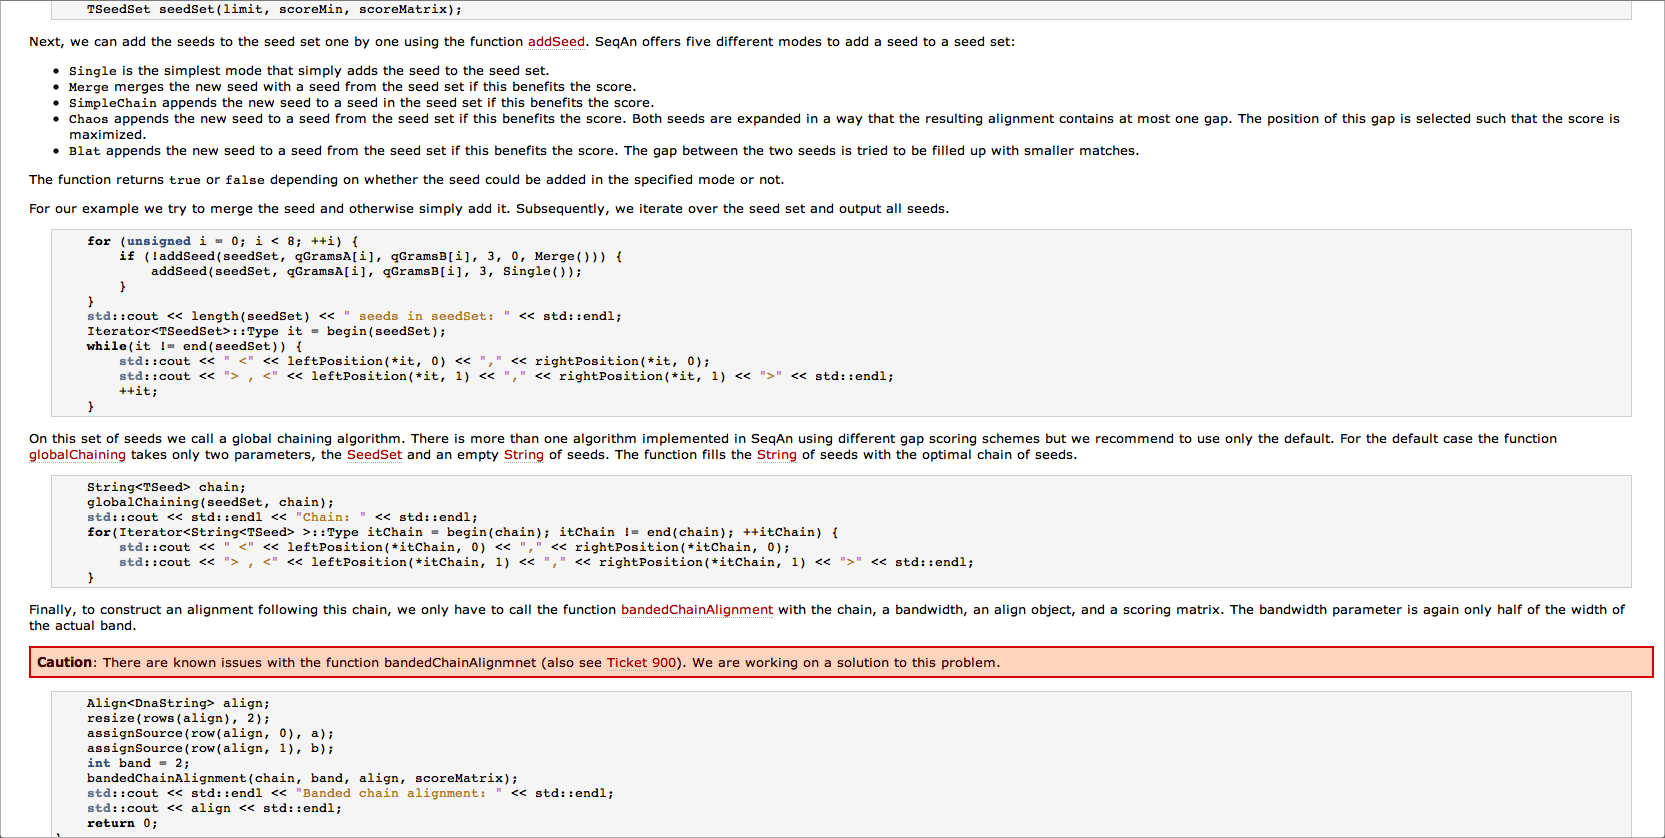 TSeedSet seedSet(limit, scoreMin, scoreMatrix);
Next, we can add the seeds to the seed set one by one using the function addSeed. SeqAn offers five different modes to add a seed to a seed set:
• Single is the simplest mode that simply adds the seed to the seed set.
• Merge merges the new seed with a seed from the seed set if this benefits the score.
• SimpleChain appends the new seed to a seed in the seed set if this benefits the score.
• Chaos appends the new seed to a seed from the seed set if this benefits the score. Both seeds are expanded in a way that the resulting alignment contains at most one gap. The position of this gap is selected such that the score is
maximized.
• Blat appends the new seed to a seed from the seed set if this benefits the score. The gap between the two seeds is tried to be filled up with smaller matches.
The function returns true or false depending on whether the seed could be added in the specified mode or not.
For our example we try to merge the seed and otherwise simply add it. Subsequently, we iterate over the seed set and output all seeds.
for (unsigned i = 0; i < 8; ++i) {
if (!addSeed(seedSet, qGramsA[i], qGramsB[i], 3, 0, Merge())) {
addSeed(seedSet, qGramsA[i], qGramsB[i], 3, Single());
}
}
std::cout << length(seedSet) << " seeds in seedSet: " << std::endl;
Iterator<TSeedSet>::Type it = begin(seedSet);
while(it != end(seedSet)) {
std::cout << " <" << leftPosition(*it, 0) << "," << rightPosition(*it, 0);
std::cout << "> , <" << leftPosition(*it, 1) << "," << rightPosition(*it, 1) << ">" << std::endl;
++it;
}
On this set of seeds we call a global chaining algorithm. There is more than one algorithm implemented in SeqAn using different gap scoring schemes but we recommend to use only the default. For the default case the function
globalChaining takes only two parameters, the SeedSet and an empty String of seeds. The function fills the String of seeds with the optimal chain of seeds.
String<TSeed> chain;
globalChaining(seedSet, chain);
std::cout << std::endl << "Chain: " << std::endl;
for(Iterator<String<TSeed> >::Type itChain = begin(chain); itChain != end(chain); ++itChain) {
std::cout << " <" << leftPosition(*itChain, 0) << "," << rightPosition(*itChain, 0);
std::cout << "> , <" << leftPosition(*itChain, 1) << "," << rightPosition(*itChain, 1) << ">" << std::endl;
}
Finally, to construct an alignment following this chain, we only have to call the function bandedChainAlignment with the chain, a bandwidth, an align object, and a scoring matrix. The bandwidth parameter is again only half of the width of
the actual band.
Caution: There are known issues with the function bandedChainAlignmnet (also see Ticket 900). We are working on a solution to this problem.
Align<DnaString> align;
resize(rows(align), 2);
assignSource(row(align, 0), a);
assignSource(row(align, 1), b);
int band = 2;
bandedChainAlignment(chain, band, align, scoreMatrix);
std::cout << std::endl << "Banded chain alignment: " << std::endl;
std::cout << align << std::endl;
return 0;